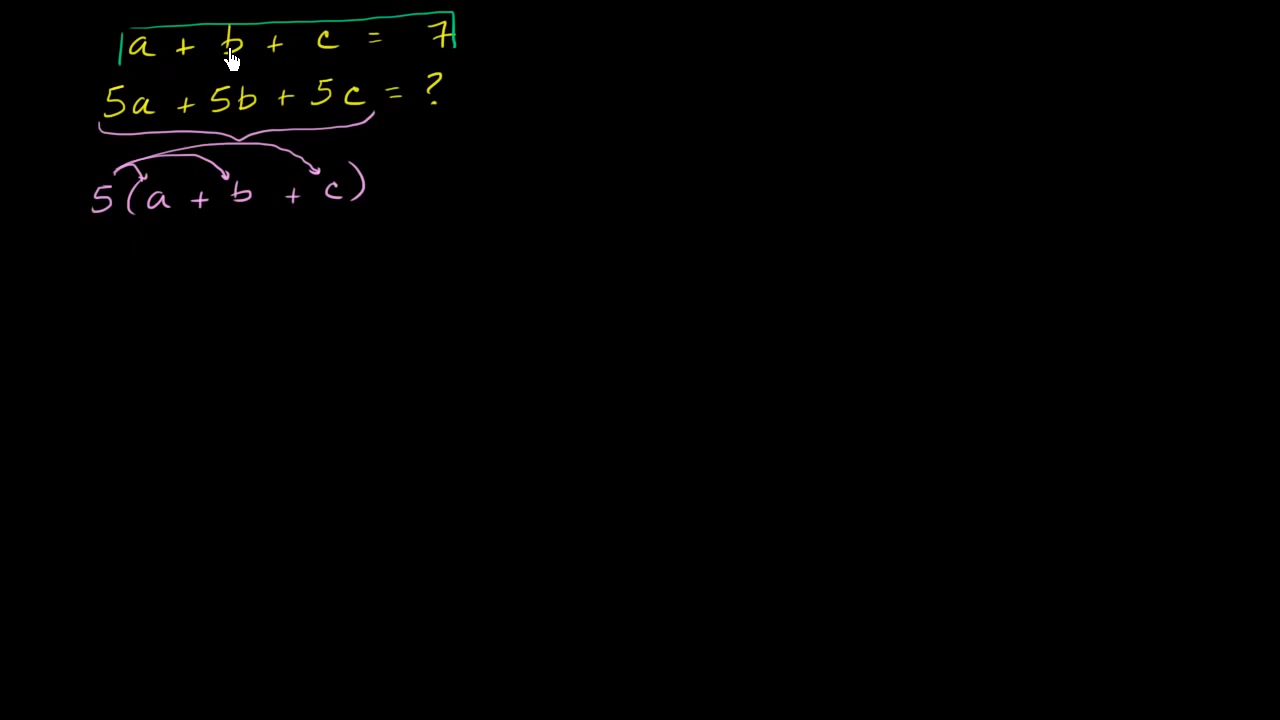 a + b + c = 7
5a + 5b + 5c = ?
5(a + b + c)